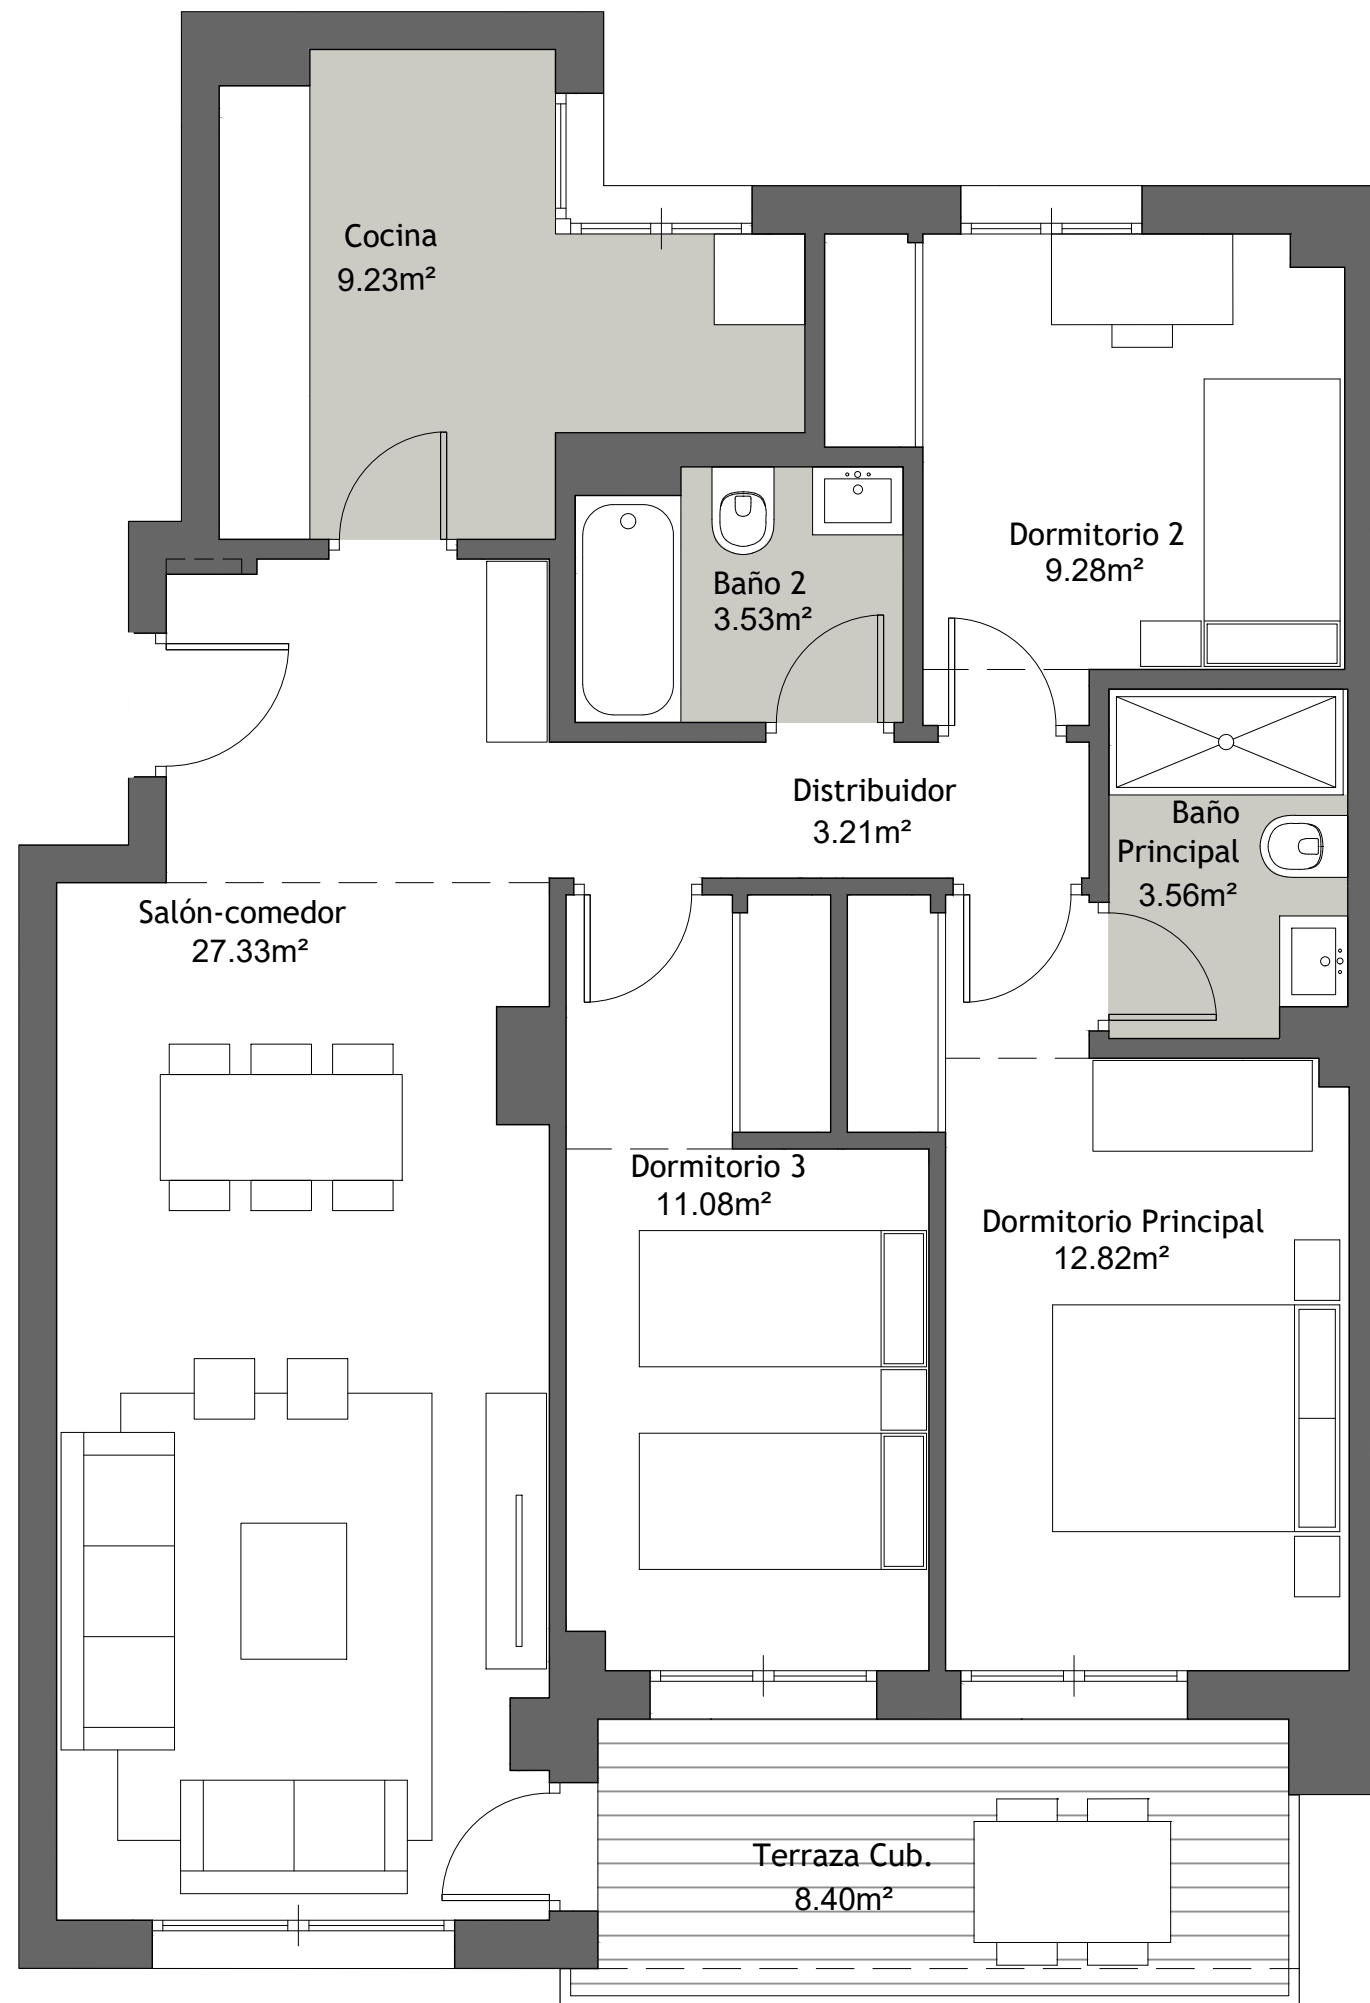 Cocina
9.23m²
Dormitorio 2
9.28m²
Baño 2
3.53m²
Distribuidor
3.21m²
Baño
Principal
3.56m²
Salón-comedor
27.33m²
Dormitorio 3
11.08m²
Dormitorio Principal
12.82m²
Terraza Cub.
8.40m²